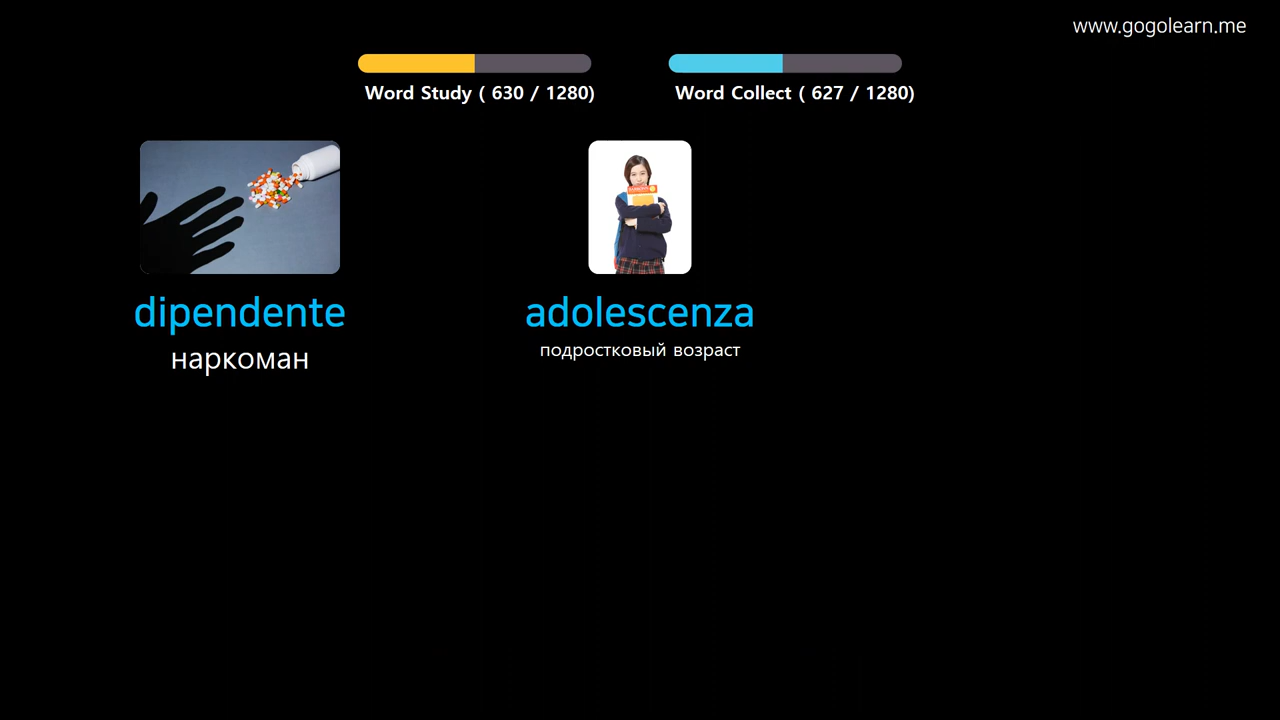 www.gogolearn.me
Word Study ( 630 / 1280)
Word Collect ( 627 / 1280)
dipendente
наркоман
adolescenza
подростковый возраст